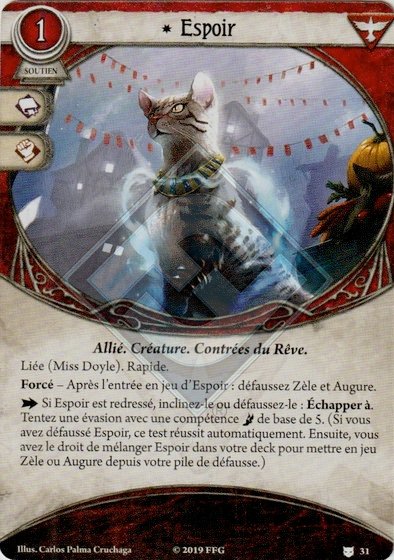 1
Espoir
SOUTIEN
Allié. Créature. Contrées du Rêve.
Liée (Miss Doyle). Rapide.
Forcé – Après l'entrée en jeu d'Espoir : défaussez Zèle et Augure.
Si Espoir est redressé, inclinez-le ou défaussez-le : Échapper à.
Tentez une évasion avec une compétence de base de 5. (Si vous
avez défaussé Espoir, ce test réussit automatiquement. Ensuite, vous
avez le droit de mélanger Espoir dans votre deck pour mettre en jeu
Zèle ou Augure depuis votre pile de défausse.)
Illus. Carlos Palma Cruchaga © 2019 FFG 31